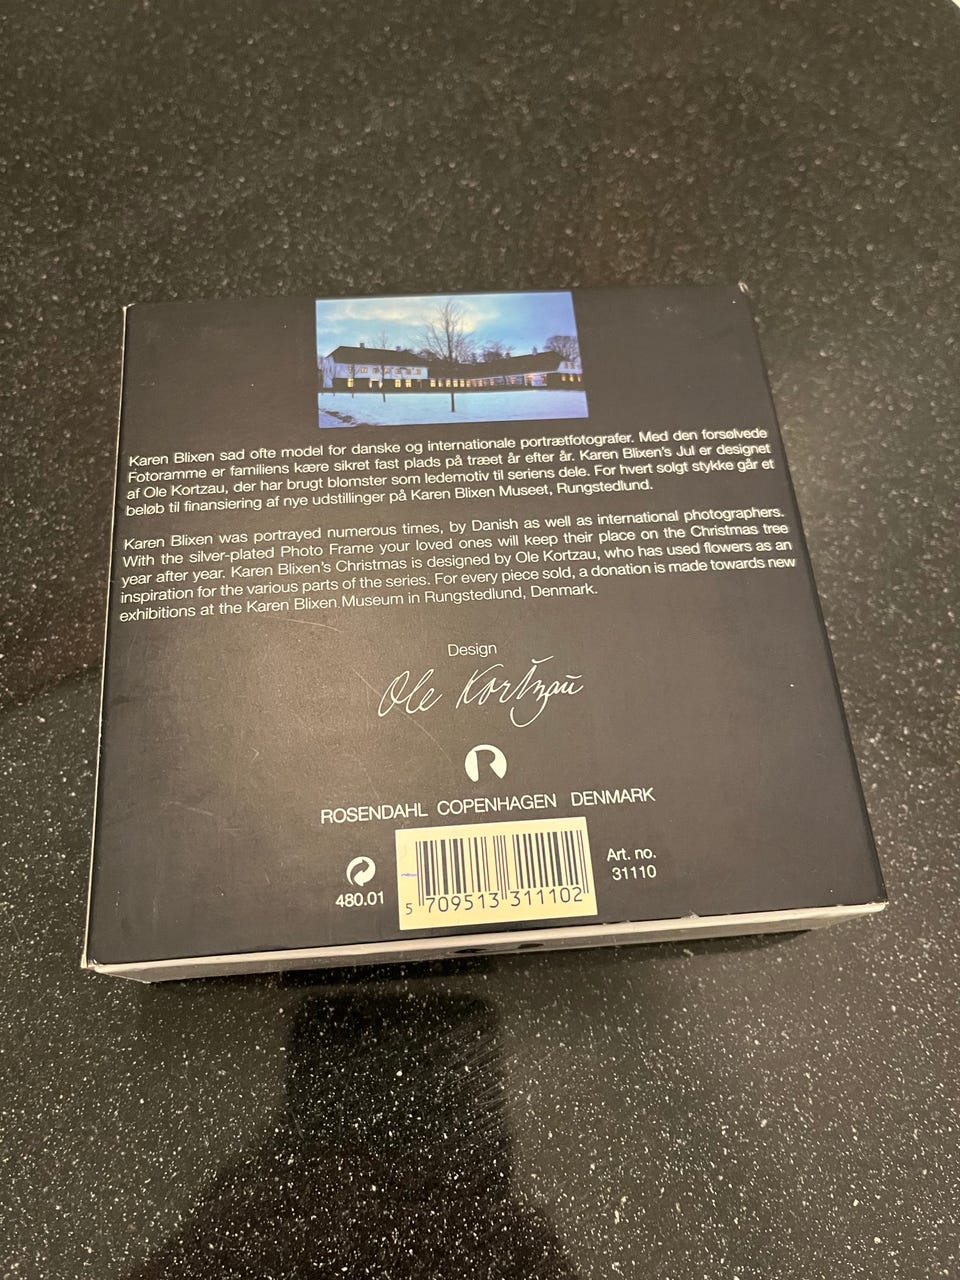 Karen Blixen sad ofte model for danske og internationale portrætfotografer. Med den forsølvede
Fotoramme er familiens kære sikret fast plads på træet år efter år. Karen Blixen's Jul er designet
af Ole Kortzau, der har brugt blomster som ledemotiv til seriens dele. For hvert solgt stykke går et
beløb til finansiering af nye udstillinger på Karen Blixen Museet, Rungstedlund.
Karen Blixen was portrayed numerous times, by Danish as well as international photographers.
With the silver-plated Photo Frame your loved ones will keep their place on the Christmas tree
year after year. Karen Blixen's Christmas is designed by Ole Kortzau, who has used flowers as an
inspiration for the various parts of the series. For every piece sold, a donation is made towards new
exhibitions at the Karen Blixen Museum in Rungstedlund, Denmark.
Design
Ole Kortzau
R
ROSENDAHL COPENHAGEN DENMARK
480.01
5 709513 311102
Art. no.
31110